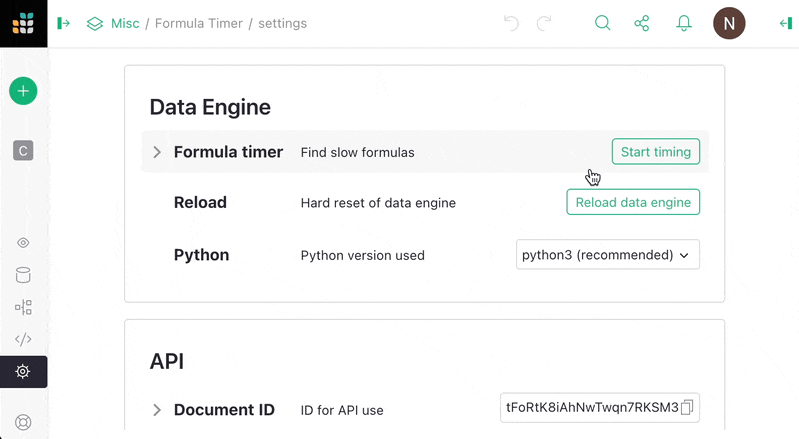 Misc / Formula Timer / settings
N
C
Data Engine
Formula timer Find slow formulas Start timing
Reload Hard reset of data engine Reload data engine
Python Python version used python3 (recommended)
API
Document ID ID for API use tFoRtK8iAhNwTwqn7RKSM3